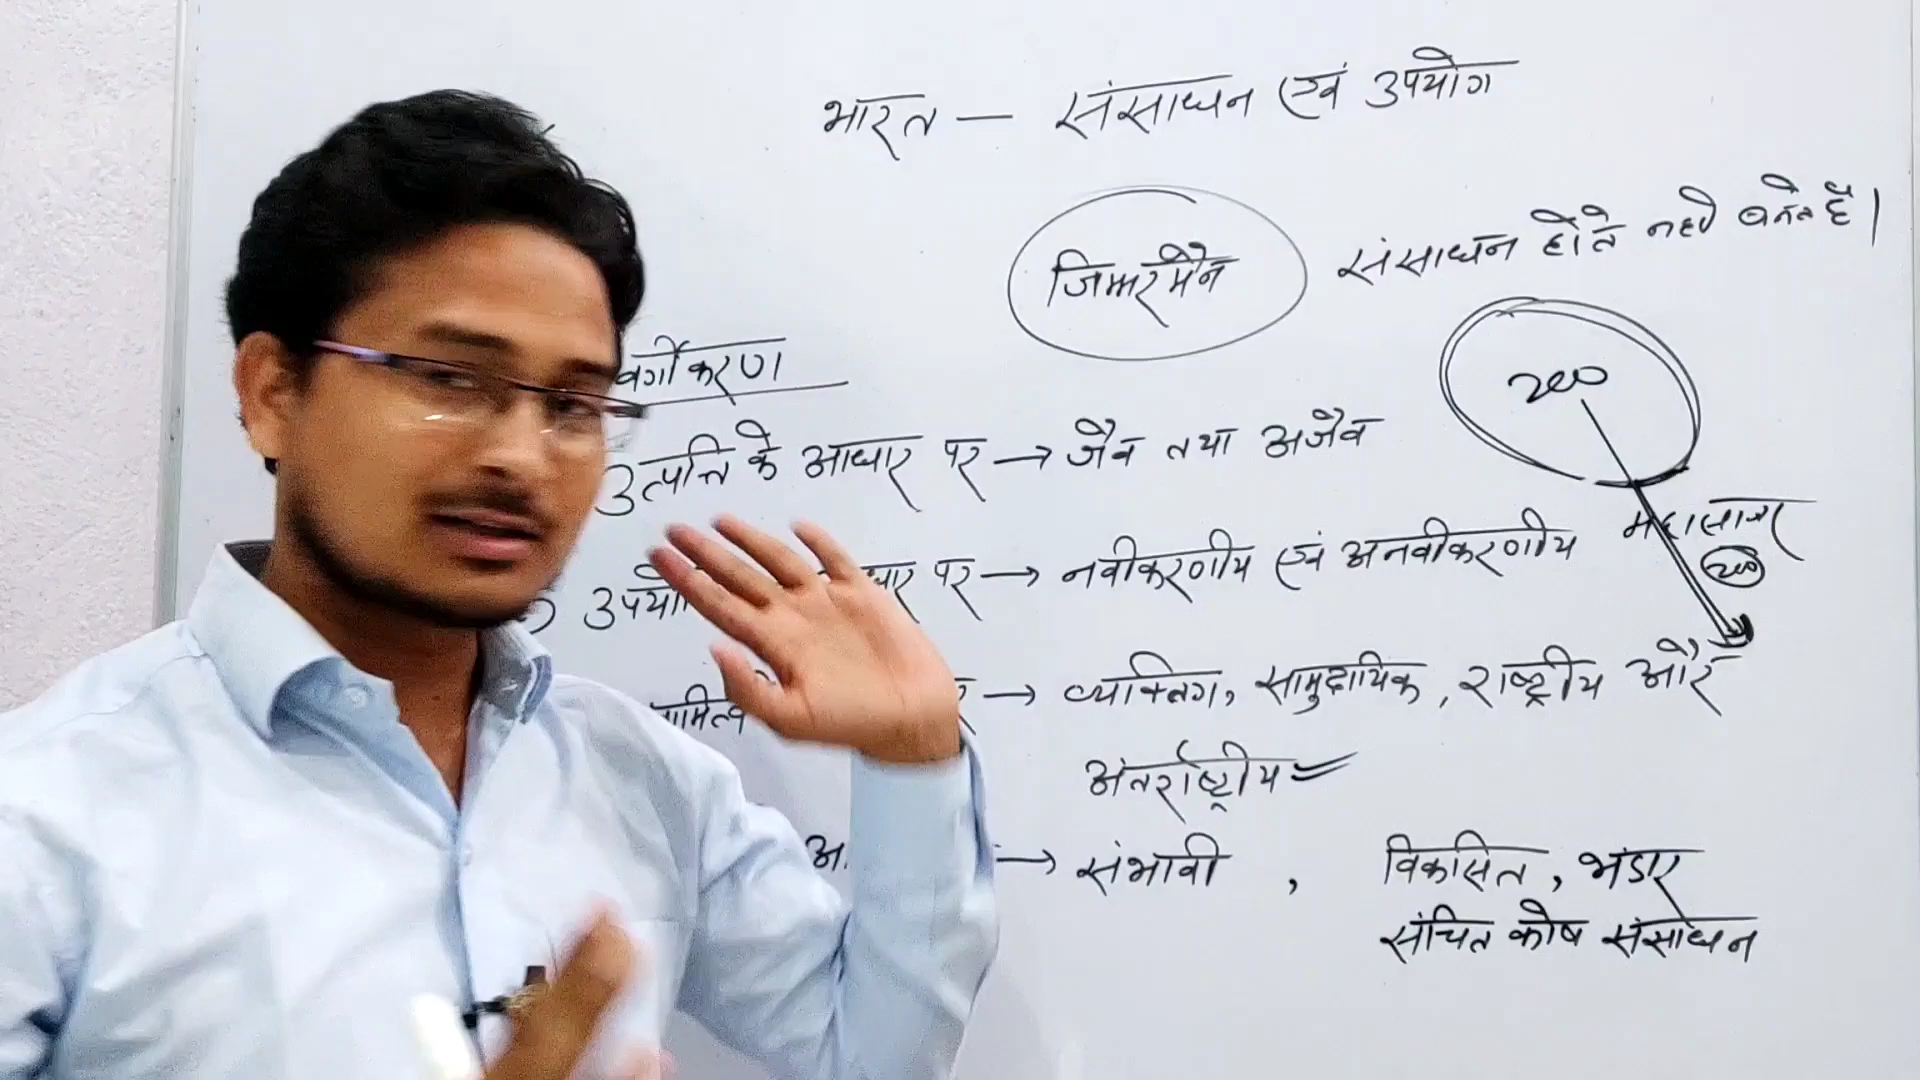 भारत — संसाधन एवं उपयोग
जिम्मरमैन संसाधन होते नहीं बनते हैं।
वर्गीकरण
200
उत्पत्ति के आधार पर → जैव तथा अजैव
महासागर
200
पर → नवीकरणीय एवं अनवीकरणीय
→ व्यक्तिग, सामुदायिक, राष्ट्रीय और
अंतर्राष्ट्रीय
→ संभावी , विकसित, भंडार
संचित कोष संसाधन